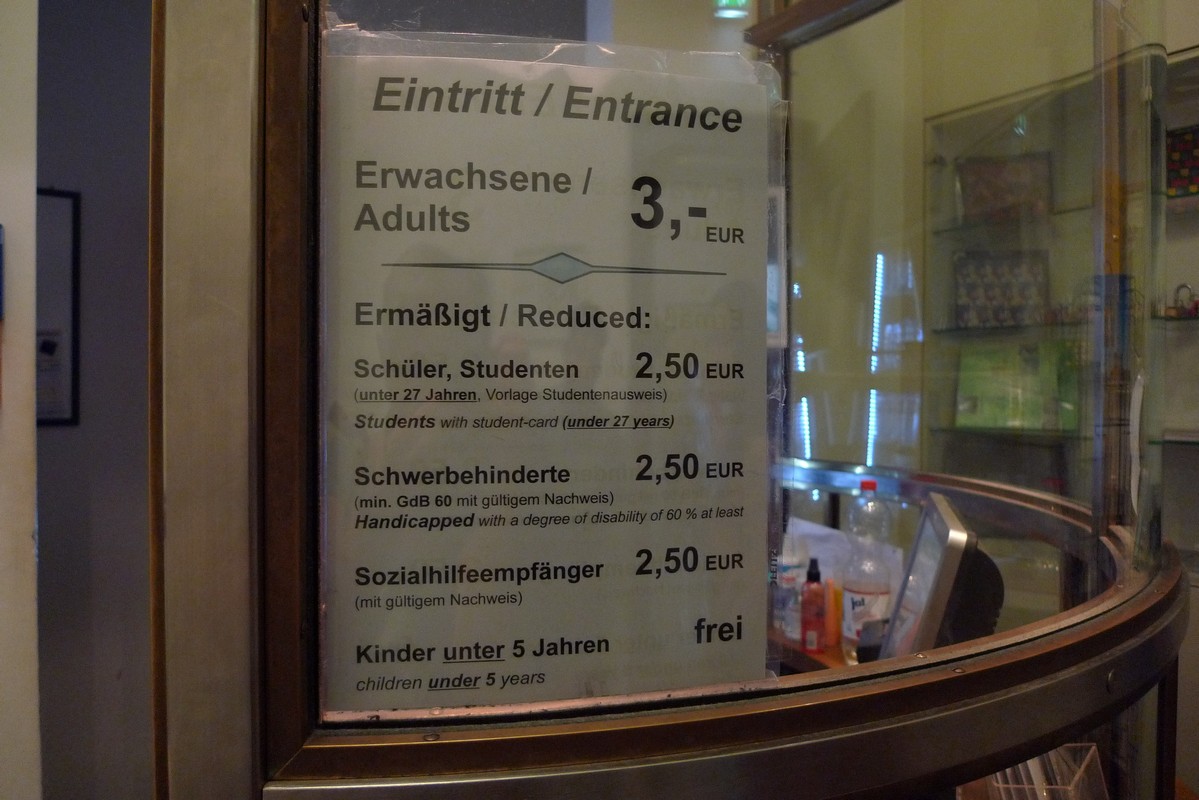 Eintritt / Entrance
Erwachsene /
Adults
3,- EUR
Ermäßigt / Reduced:
Schüler, Studenten 2,50 EUR
(unter 27 Jahren, Vorlage Studentenausweis)
Students with student-card (under 27 years)
Schwerbehinderte 2,50 EUR
(min. GdB 60 mit gültigem Nachweis)
Handicapped with a degree of disability of 60 % at least
Sozialhilfeempfänger 2,50 EUR
(mit gültigem Nachweis)
Kinder unter 5 Jahren frei
children under 5 years